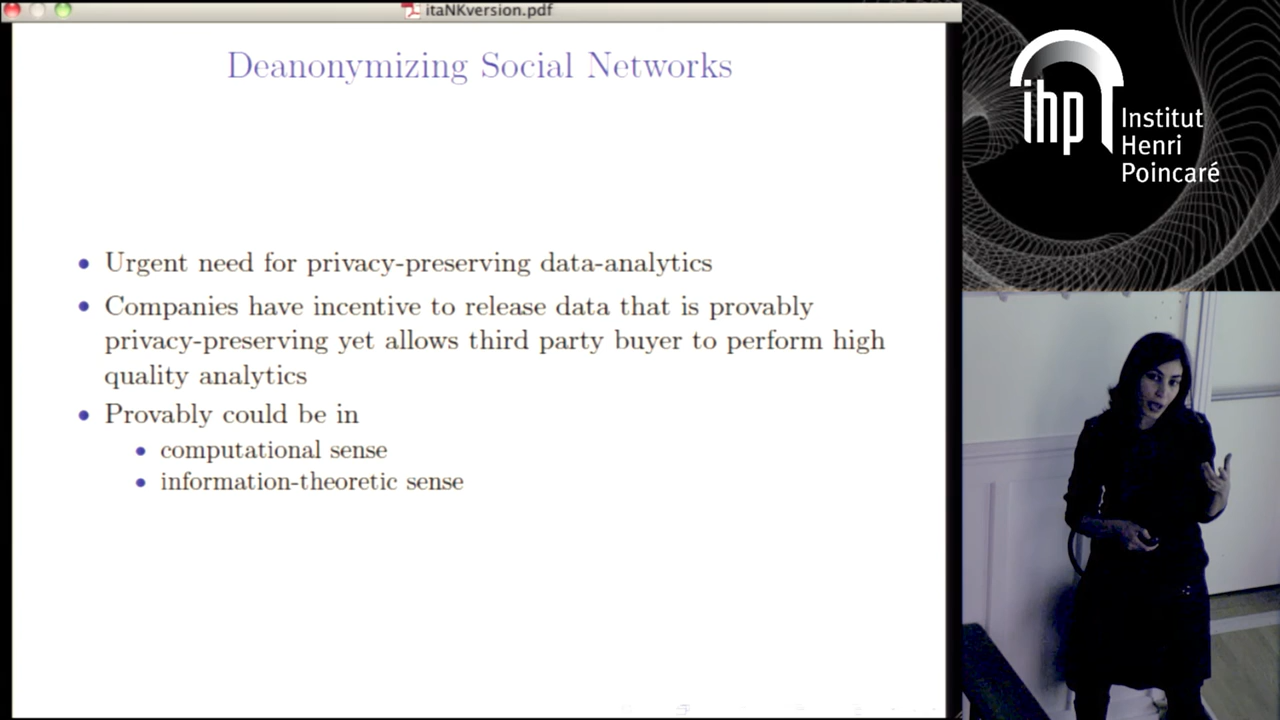 itaNKversion.pdf
Deanonymizing Social Networks
• Urgent need for privacy-preserving data-analytics
• Companies have incentive to release data that is provably
privacy-preserving yet allows third party buyer to perform high
quality analytics
• Provably could be in
• computational sense
• information-theoretic sense
ihp
Institut
Henri
Poincaré